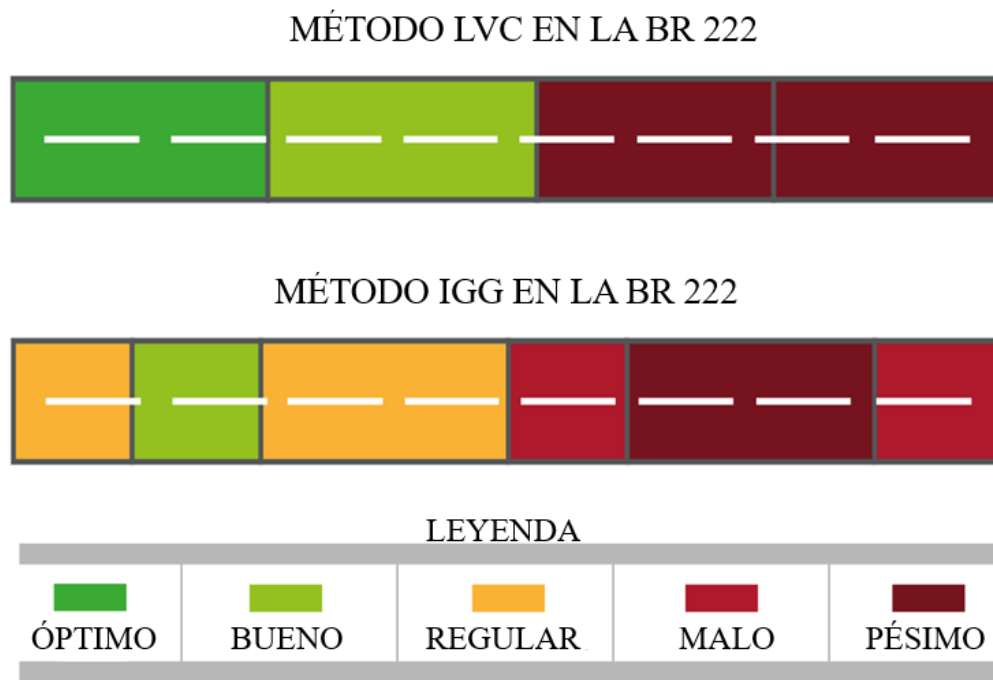 MÉTODO LVC EN LA BR 222
MÉTODO IGG EN LA BR 222
LEYENDA
ÓPTIMO BUENO REGULAR MALO PÉSIMO